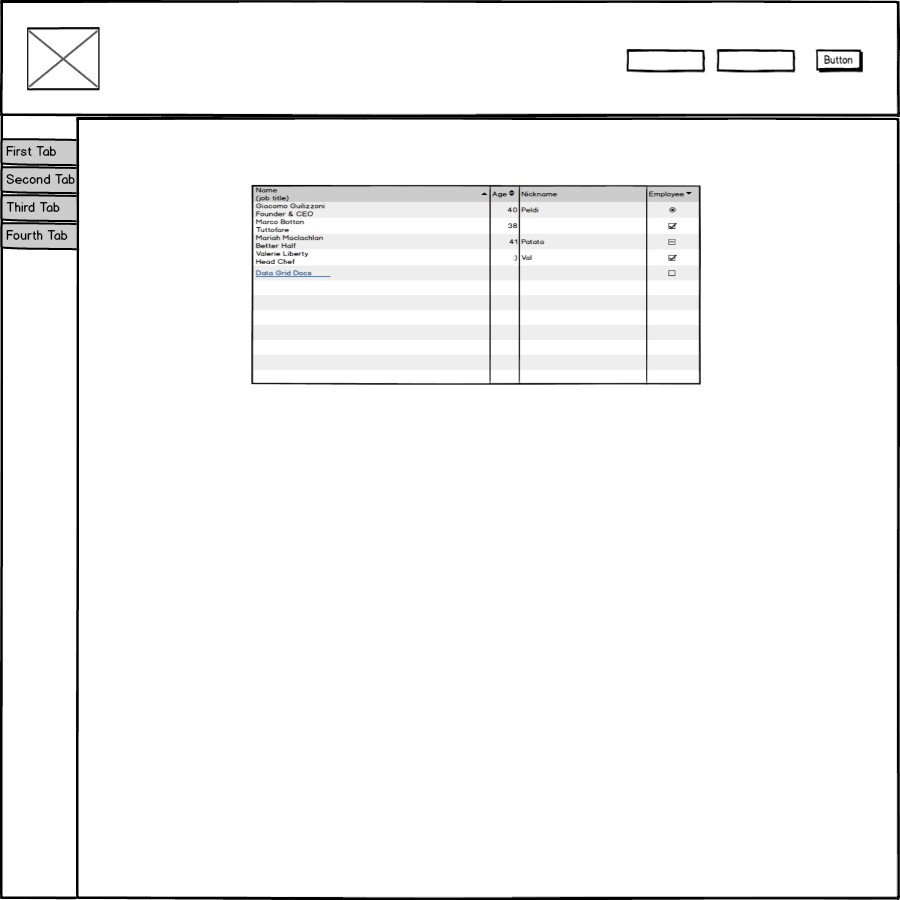 Button
First Tab
Second Tab
Third Tab
Fourth Tab
Name
(job title)
Age
Nickname
Employee
Giacomo Guilizzoni
Founder & CEO
40
Peldi
Marco Botton
Tuttofare
38
Mariah Maclachlan
Better Half
41
Patata
Valerie Liberty
Head Chef
:)
Val
Data Grid Docs